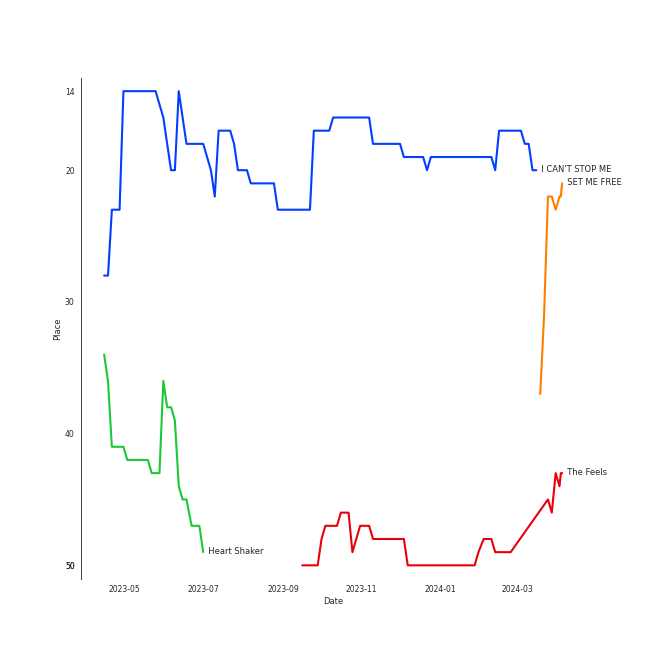 14
20
30
40
50
Place
I CAN'T STOP ME
SET ME FREE
The Feels
Heart Shaker
2023-05 2023-07 2023-09 2023-11 2024-01 2024-03
Date